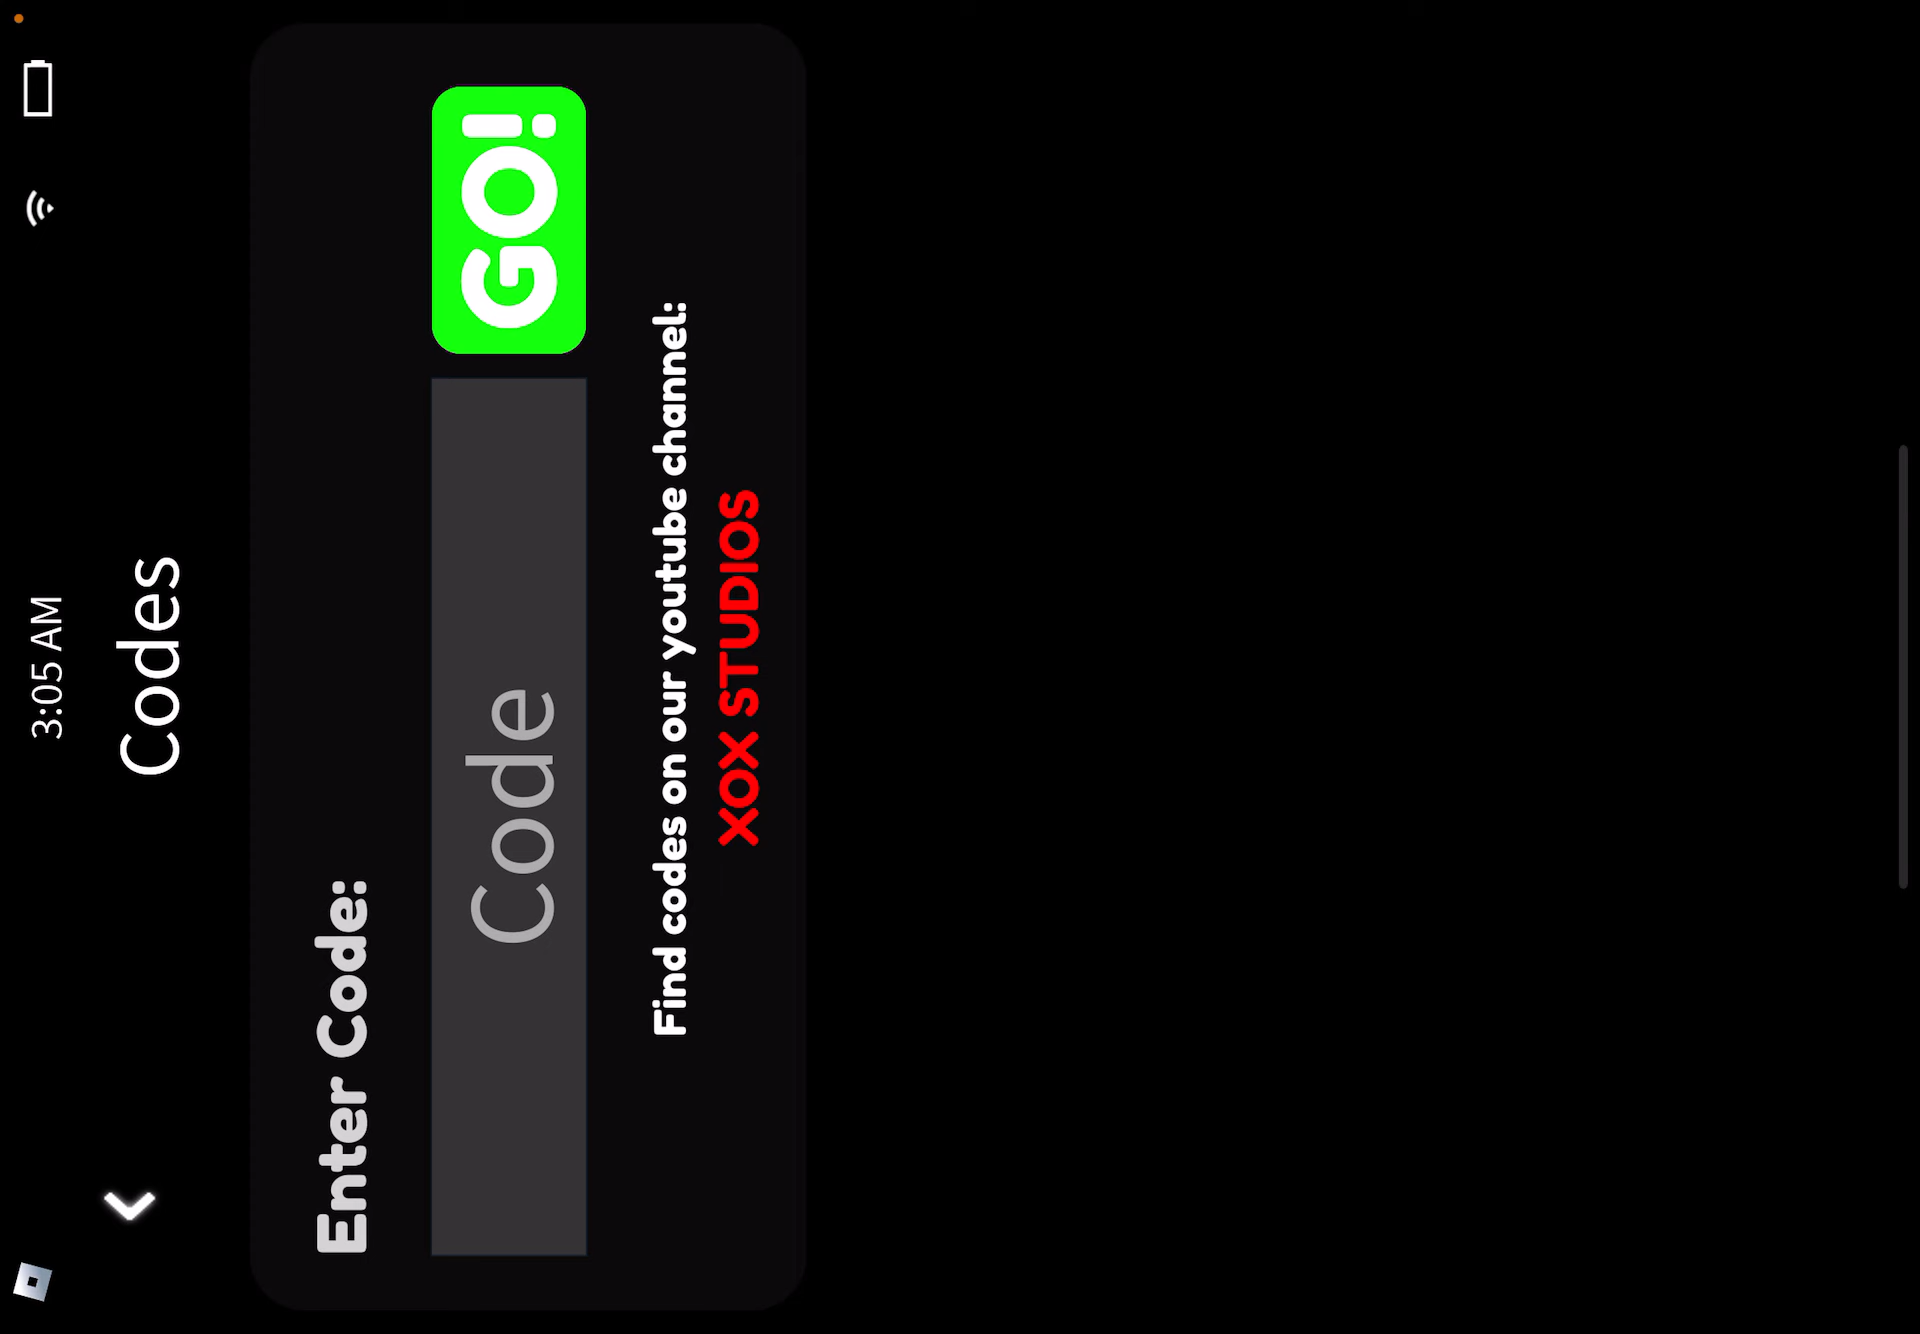 3:05 AM
Codes
Enter Code:
Code
GO!
Find codes on our youtube channel:
XOX STUDIOS